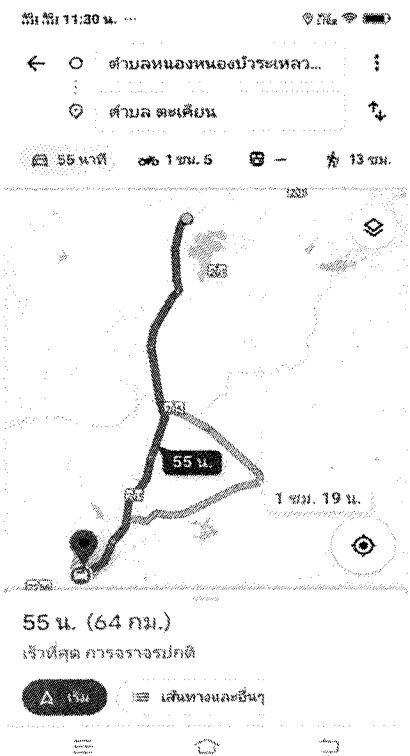 11:30 น. ...
ตำบลหนองหนองบัวระเหลว...
ตำบล ตะเคียน
55 นาที 1 ชม. 5 — 13 ชม.
55 น.
1 ชม. 19 น.
55 น. (64 กม.)
เร็วที่สุด การจราจรปกติ
เริ่ม เส้นทางและอื่นๆ